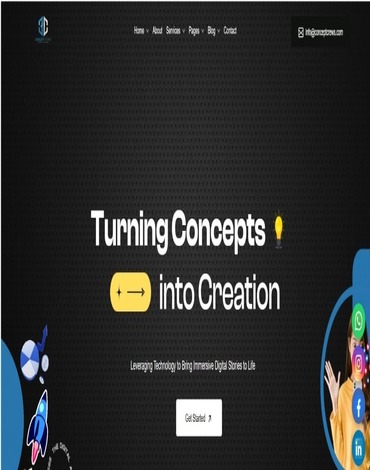 Home About Services Pages Blog Contact
info@conceptcrews.com
Turning Concepts
into Creation
Leveraging Technology to Bring Immersive Digital Stories to Life
Get Started